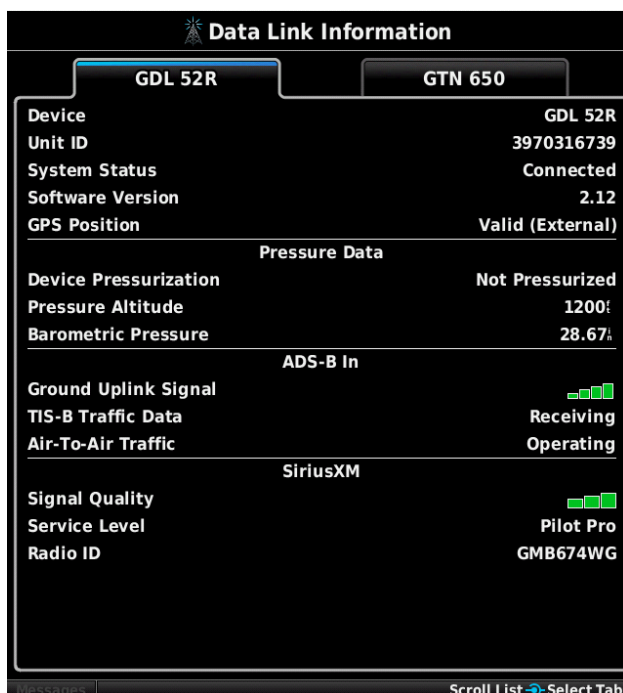 Data Link Information
GDL 52R GTN 650
Device GDL 52R
Unit ID 3970316739
System Status Connected
Software Version 2.12
GPS Position Valid (External)
Pressure Data
Device Pressurization Not Pressurized
Pressure Altitude 1200ft
Barometric Pressure 28.67in
ADS-B In
Ground Uplink Signal
TIS-B Traffic Data Receiving
Air-To-Air Traffic Operating
SiriusXM
Signal Quality
Service Level Pilot Pro
Radio ID GMB674WG
Messages Scroll List Select Tab